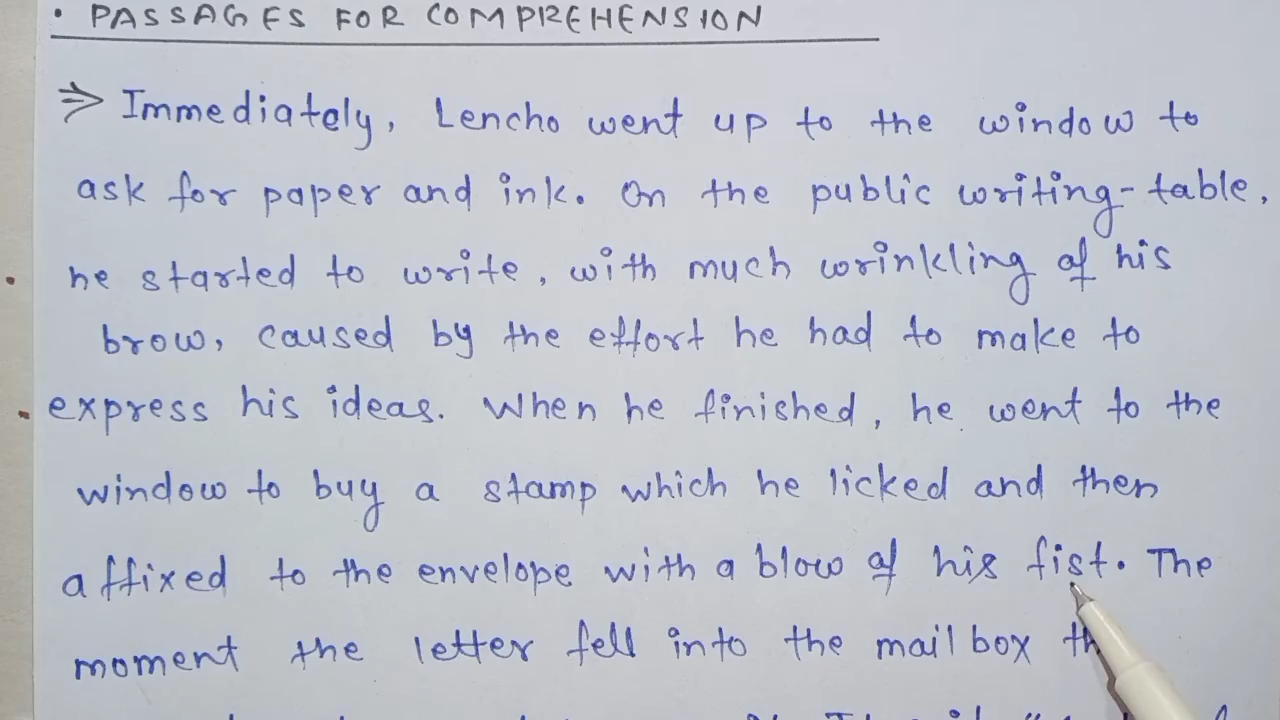 • PASSAGES FOR COMPREHENSION
⇒ Immediately, Lencho went up to the window to
ask for paper and ink. On the public writing-table,
he started to write, with much wrinkling of his
brow, caused by the effort he had to make to
express his ideas. When he finished, he went to the
window to buy a stamp which he licked and then
affixed to the envelope with a blow of his fist. The
moment the letter fell into the mailbox